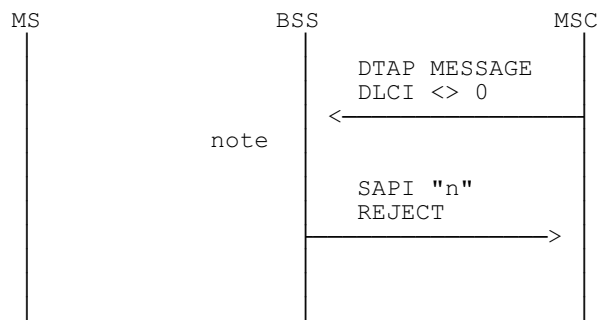 MS BSS MSC
DTAP MESSAGE
DLCI <> 0
note
SAPI "n"
REJECT